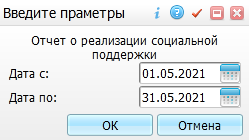 Введите праметры
Отчет о реализации социальной
поддержки
Дата с: 01.05.2021
Дата по: 31.05.2021
ОК Отмена